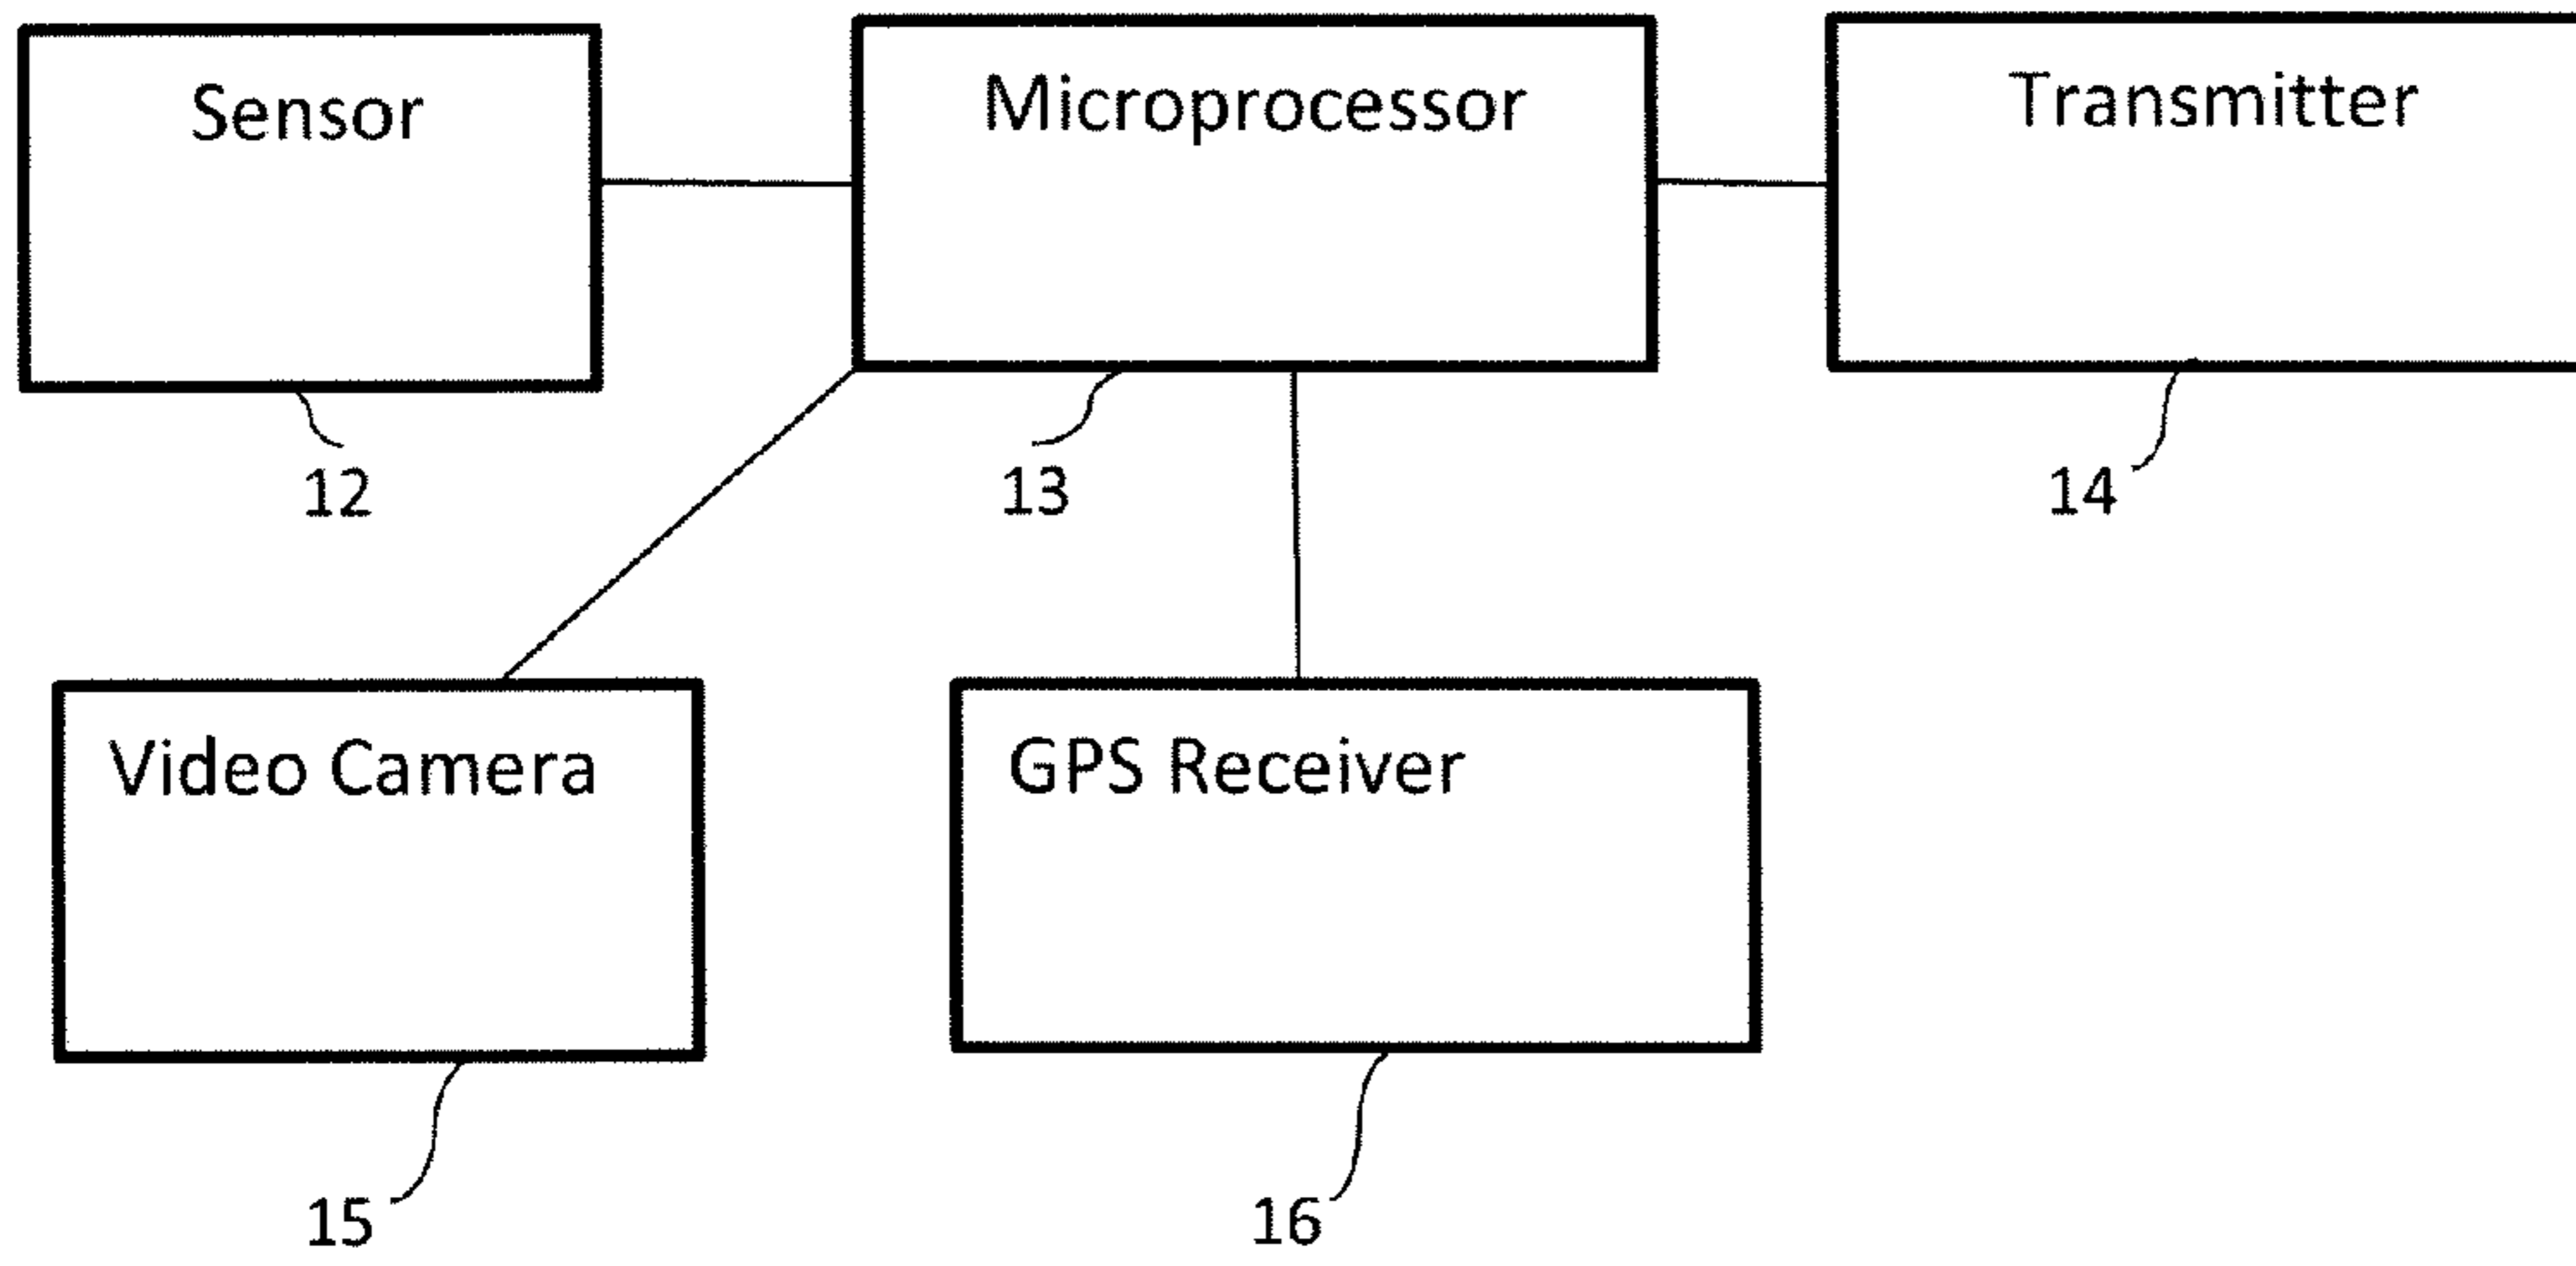 Sensor
Microprocessor
Transmitter
12
13
14
Video Camera
GPS Receiver
15
16